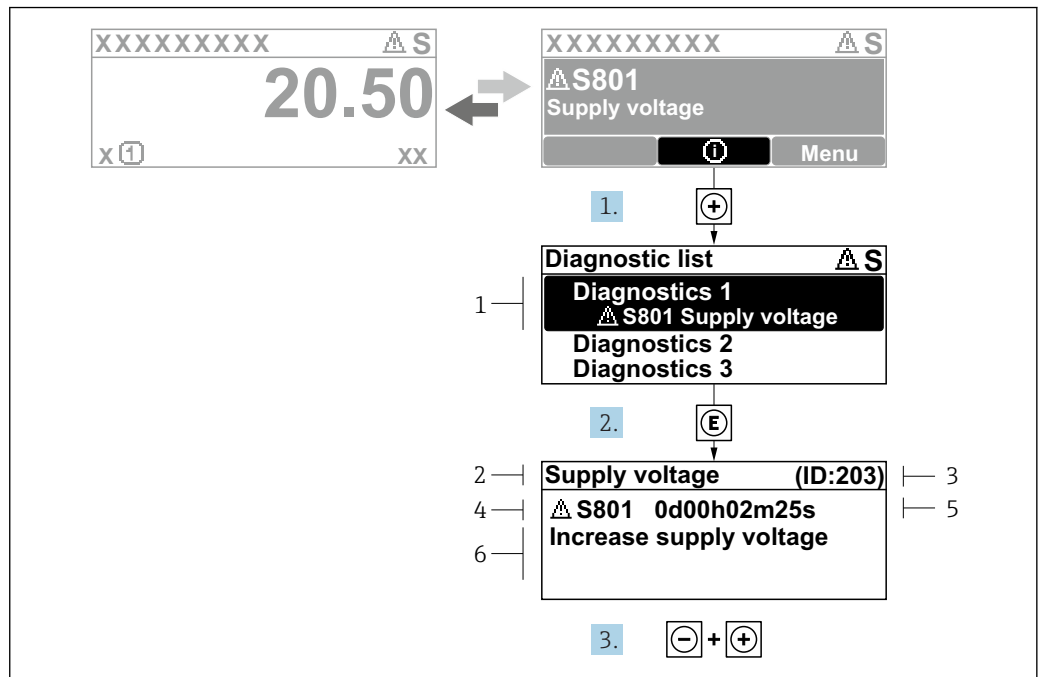 XXXXXXXXX ⚠ S
20.50
x ① xx
XXXXXXXXX ⚠ S
⚠S801
Supply voltage
ⓘ Menu
1. +
Diagnostic list ⚠ S
1
Diagnostics 1
⚠ S801 Supply voltage
Diagnostics 2
Diagnostics 3
2. E
2 Supply voltage (ID:203) 3
4 ⚠ S801 0d00h02m25s 5
6 Increase supply voltage
3. - + +